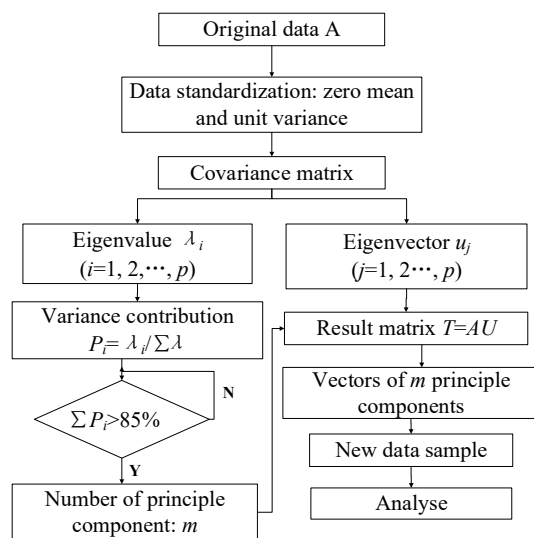 Original data A
Data standardization: zero mean
and unit variance
Covariance matrix
Eigenvalue λi
(i=1, 2,⋯, p)
Variance contribution
Pi= λi/∑λ
∑Pi>85%
N
Y
Number of principle
component: m
Eigenvector uj
(j=1, 2⋯, p)
Result matrix T=AU
Vectors of m principle
components
New data sample
Analyse